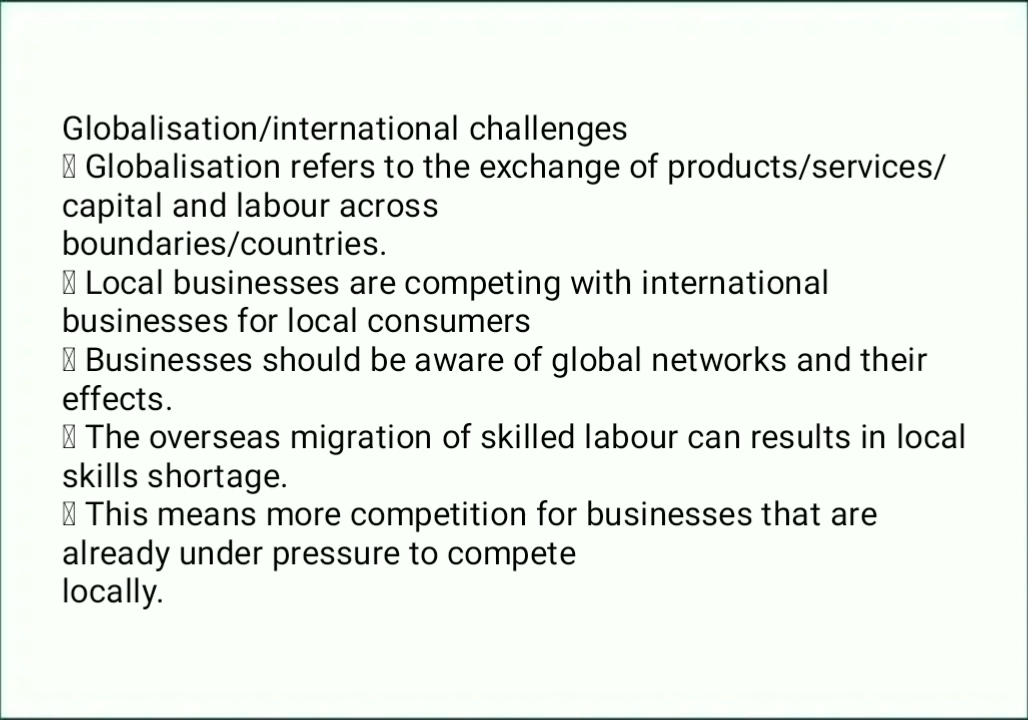 Globalisation/international challenges
 Globalisation refers to the exchange of products/services/
capital and labour across
boundaries/countries.
 Local businesses are competing with international
businesses for local consumers
 Businesses should be aware of global networks and their
effects.
 The overseas migration of skilled labour can results in local
skills shortage.
 This means more competition for businesses that are
already under pressure to compete
locally.